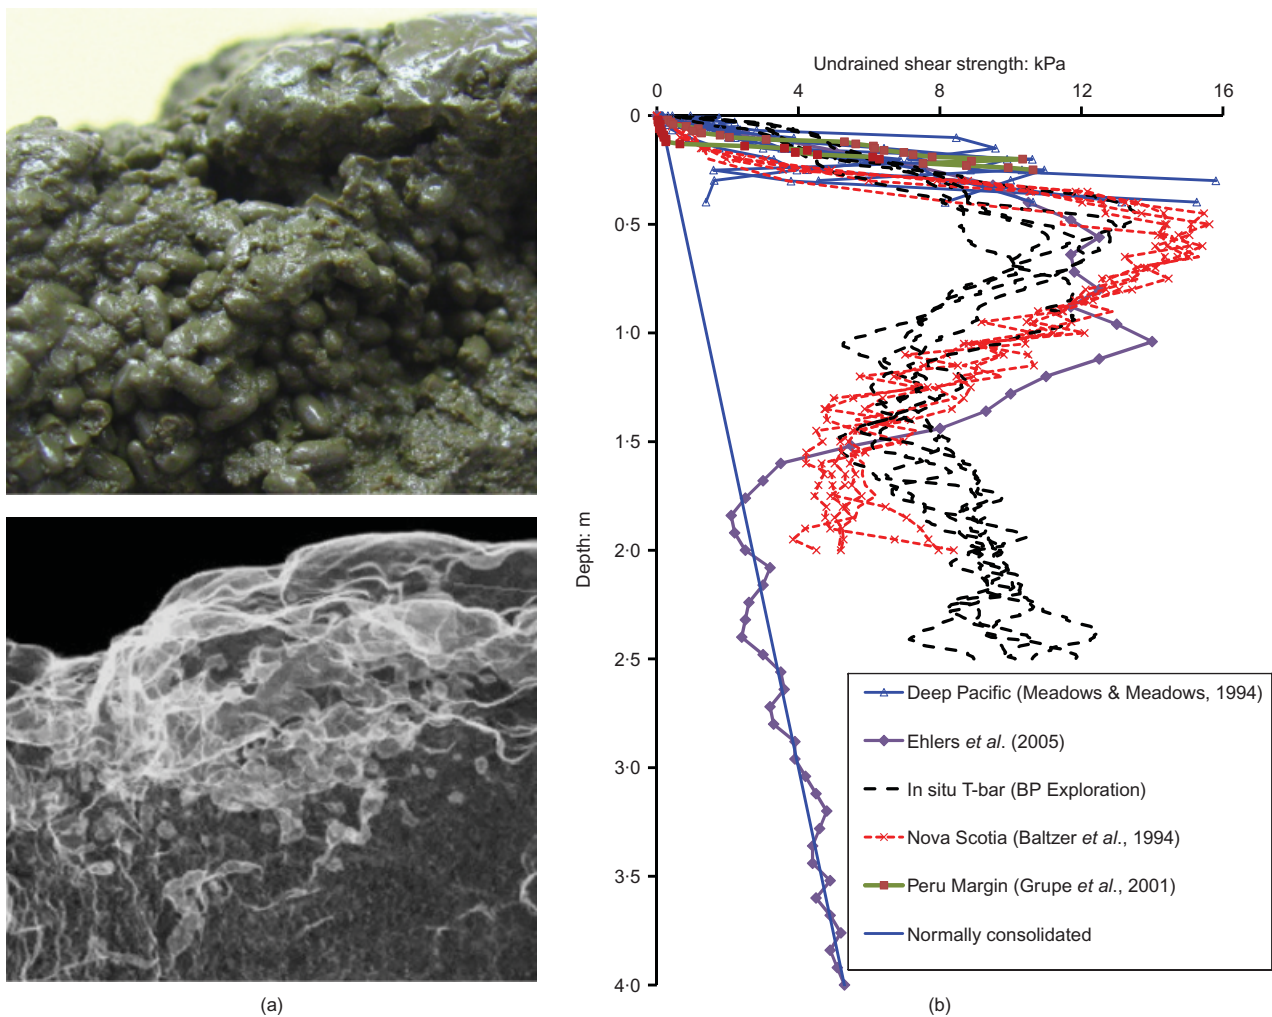 Undrained shear strength: kPa
0 4 8 12 16
0
0·5
1·0
1·5
2·0
2·5
3·0
3·5
4·0
Depth: m
Deep Pacific (Meadows & Meadows, 1994)
Ehlers et al. (2005)
In situ T-bar (BP Exploration)
Nova Scotia (Baltzer et al., 1994)
Peru Margin (Grupe et al., 2001)
Normally consolidated
(a) (b)